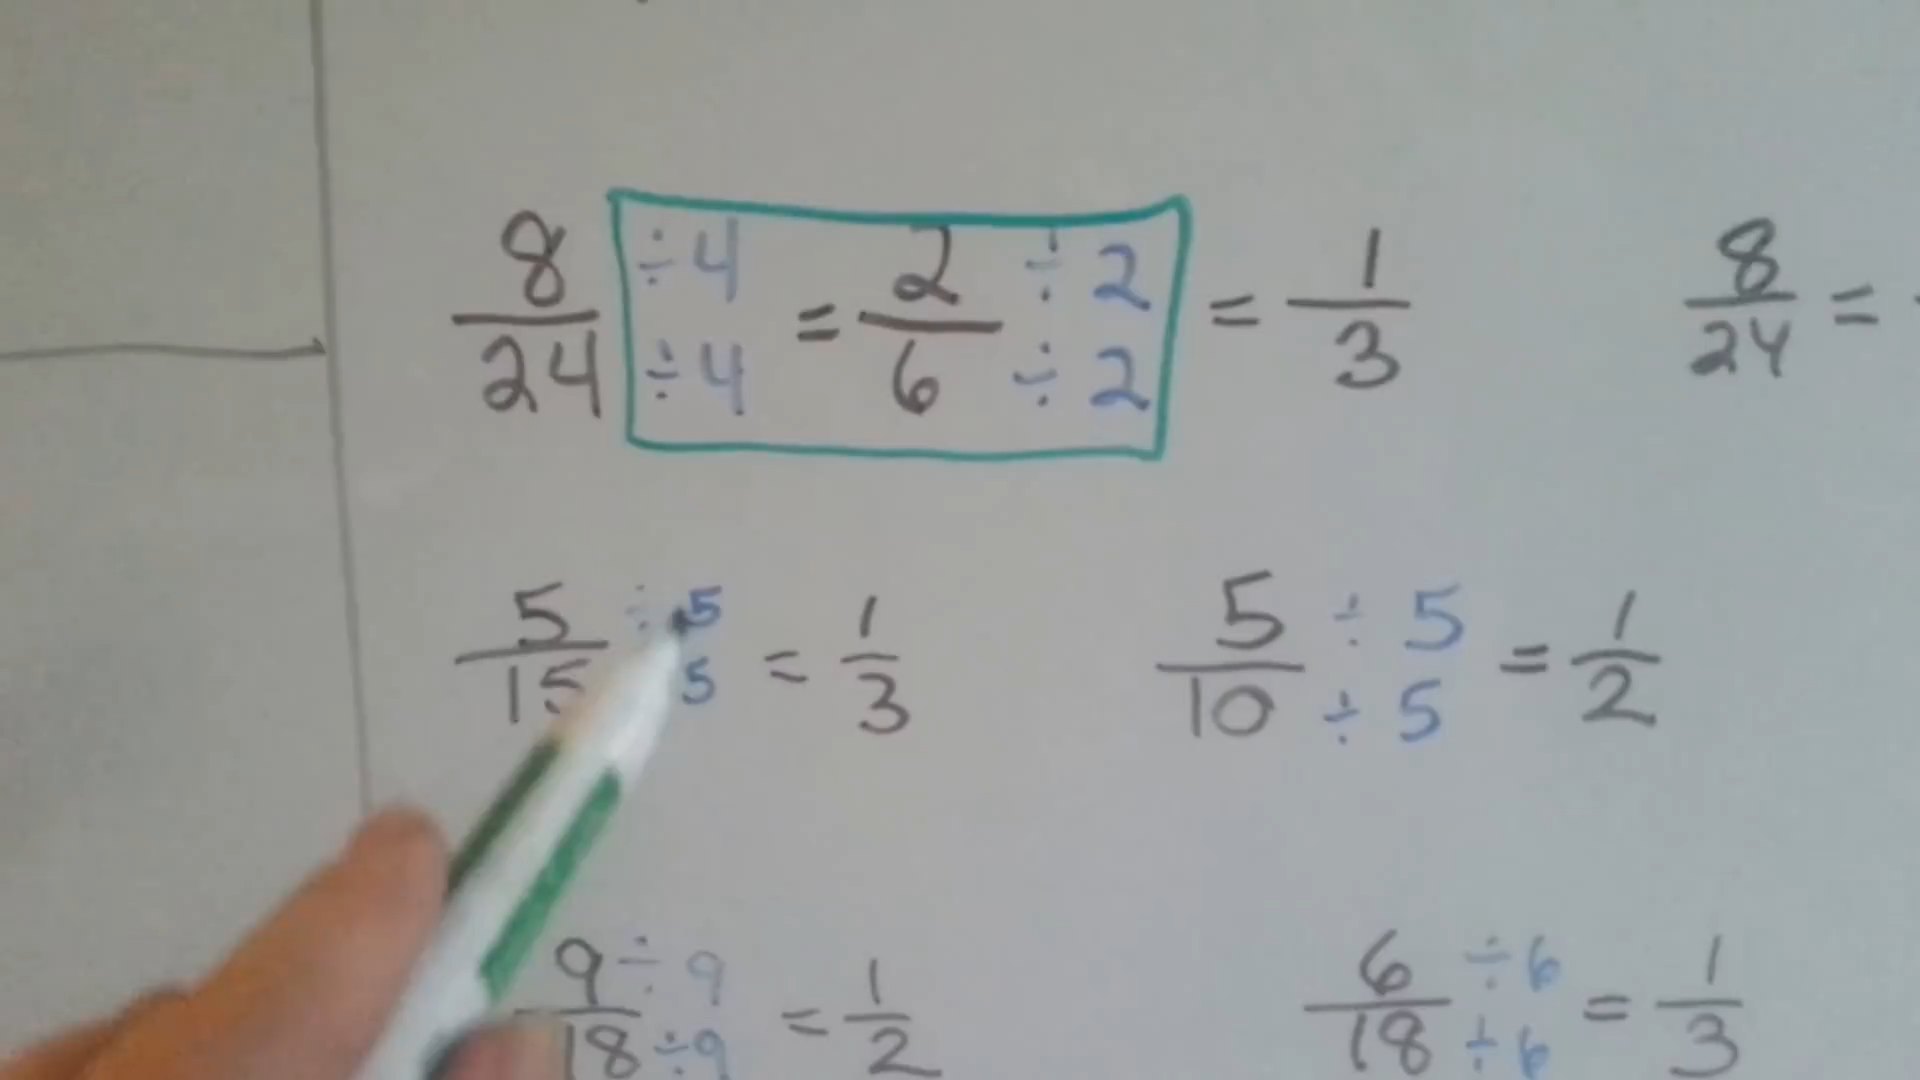 8/24 ÷4/÷4 = 2/6 ÷2/÷2 = 1/3
8/24 =
5/15 ÷5/5 = 1/3
5/10 ÷5/÷5 = 1/2
9/18 ÷9/÷9 = 1/2
6/18 ÷6/÷6 = 1/3